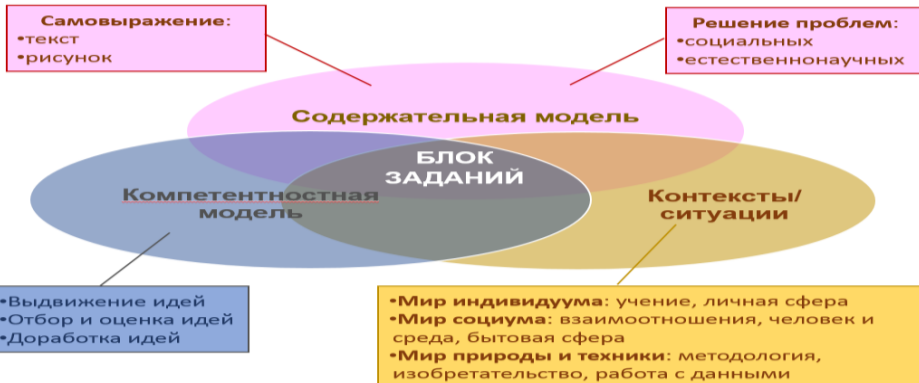 Самовыражение:
•текст
•рисунок
Решение проблем:
•социальных
•естественнонаучных
Содержательная модель
БЛОК
ЗАДАНИЙ
Компетентностная
модель
Контексты/
ситуации
•Выдвижение идей
•Отбор и оценка идей
•Доработка идей
•Мир индивидуума: учение, личная сфера
•Мир социума: взаимоотношения, человек и
среда, бытовая сфера
•Мир природы и техники: методология,
изобретательство, работа с данными